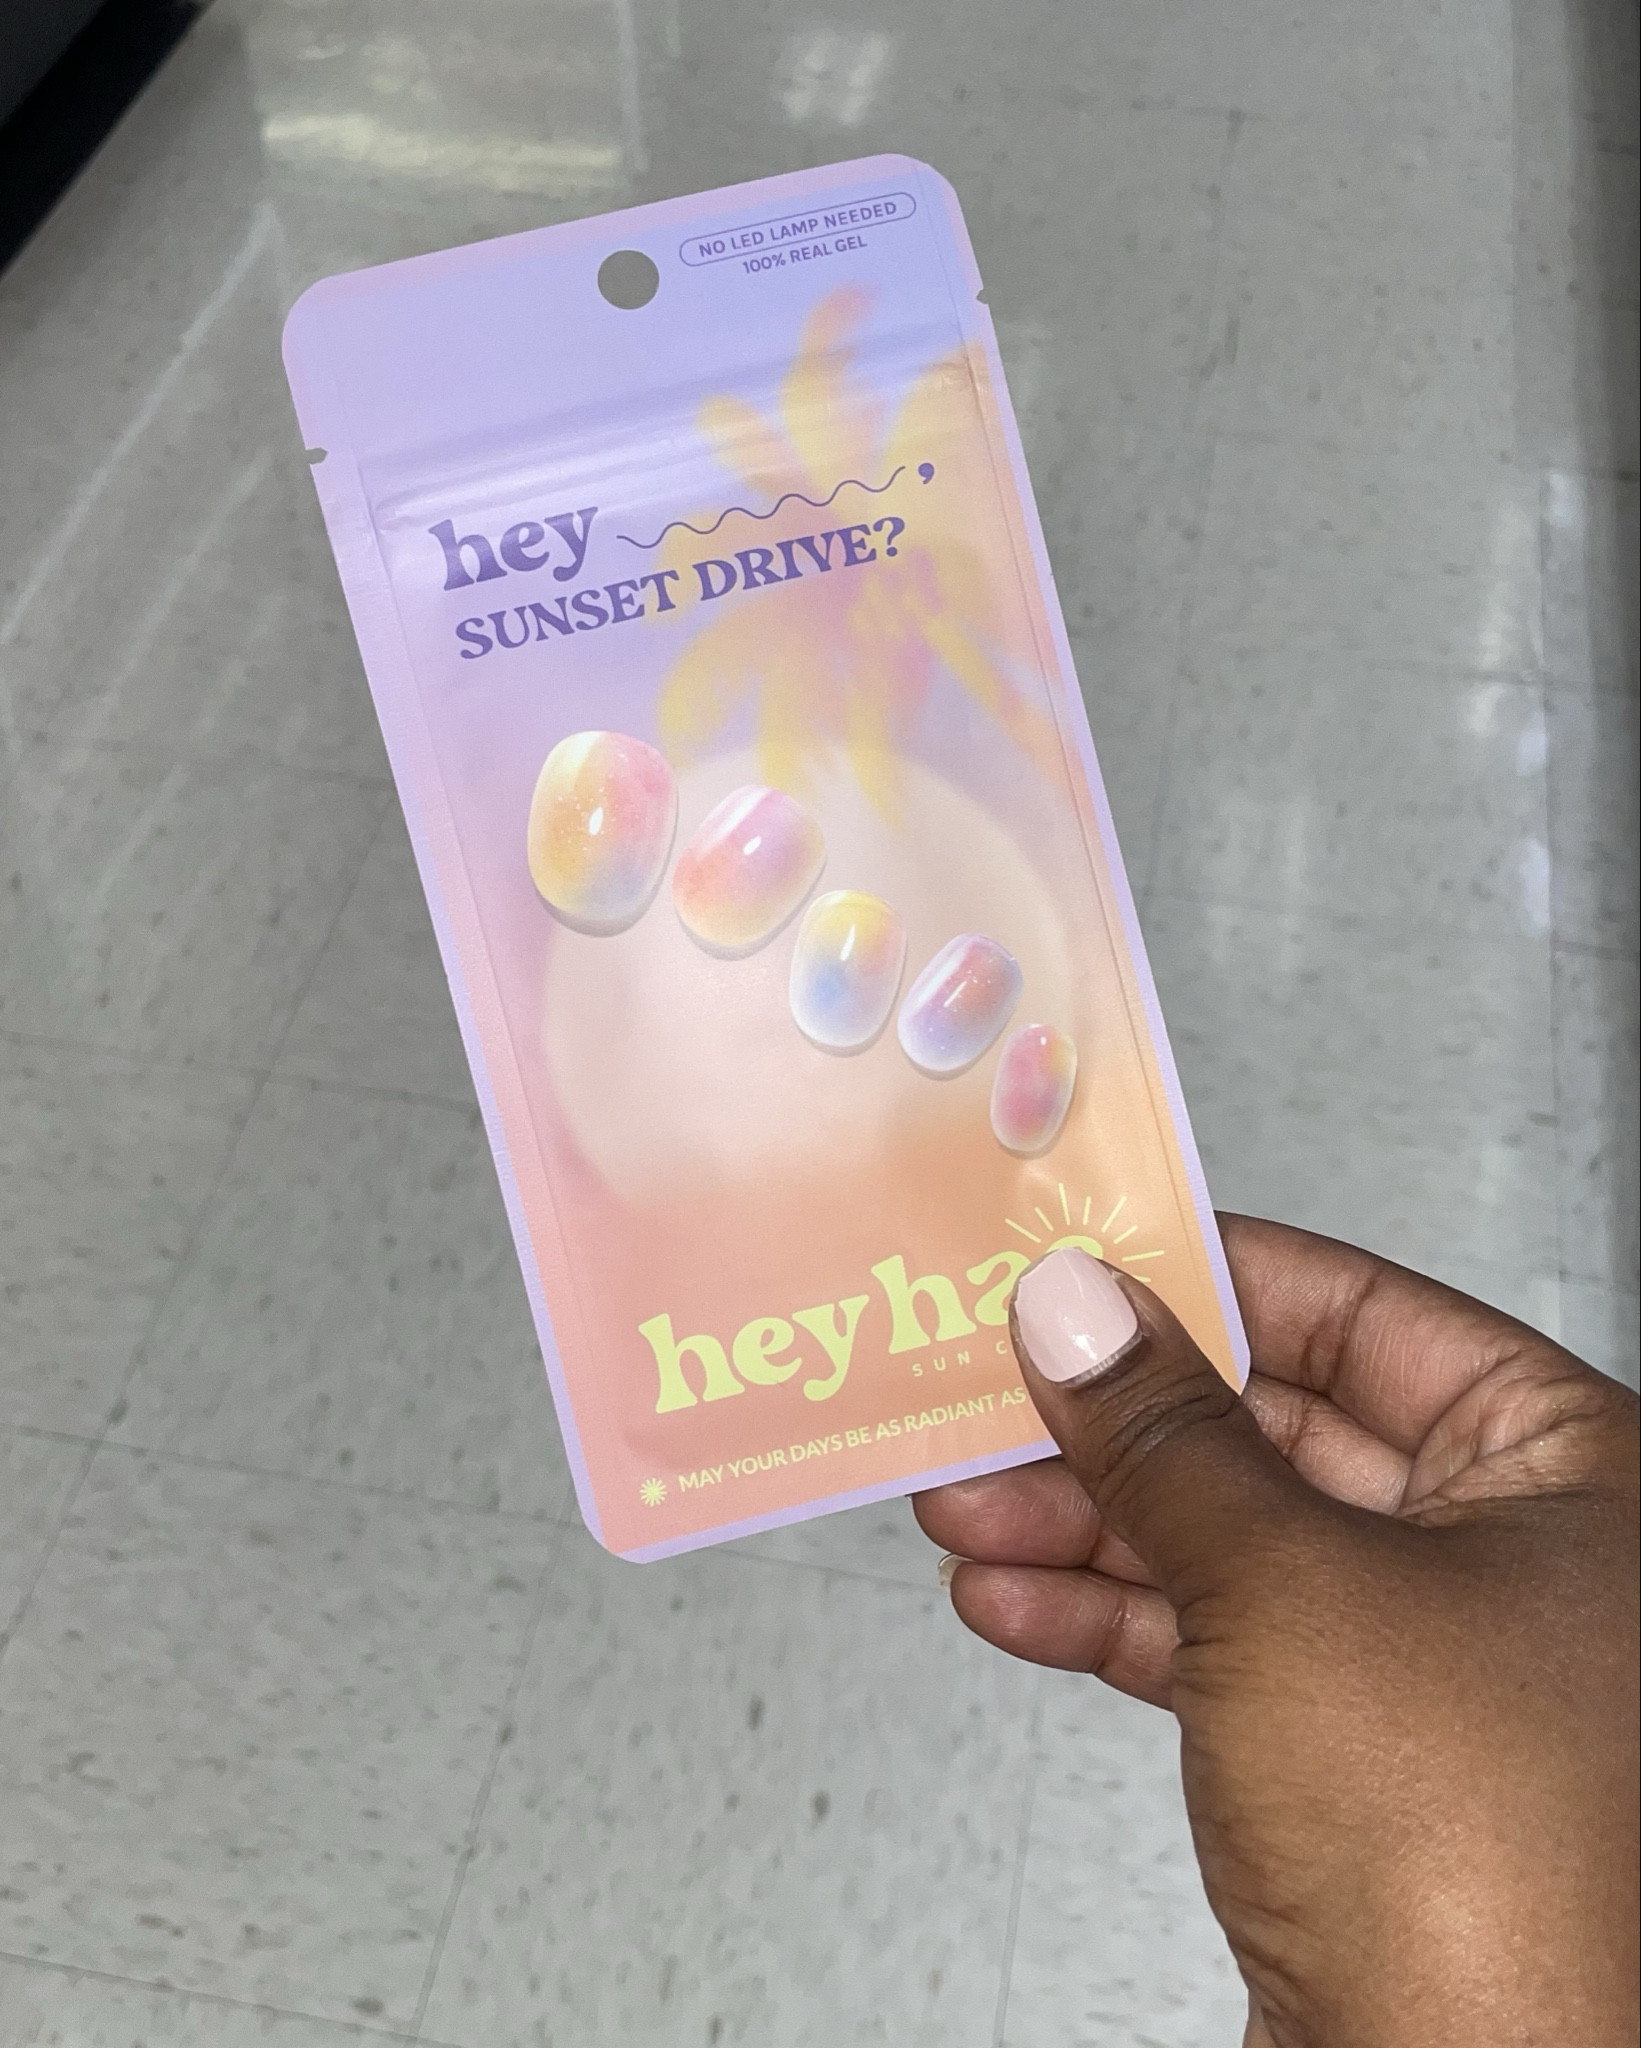 NO LED LAMP NEEDED
100% REAL GEL
hey ,
SUNSET DRIVE?
hey
SUN
MAY YOUR DAYS BE AS RADIANT AS